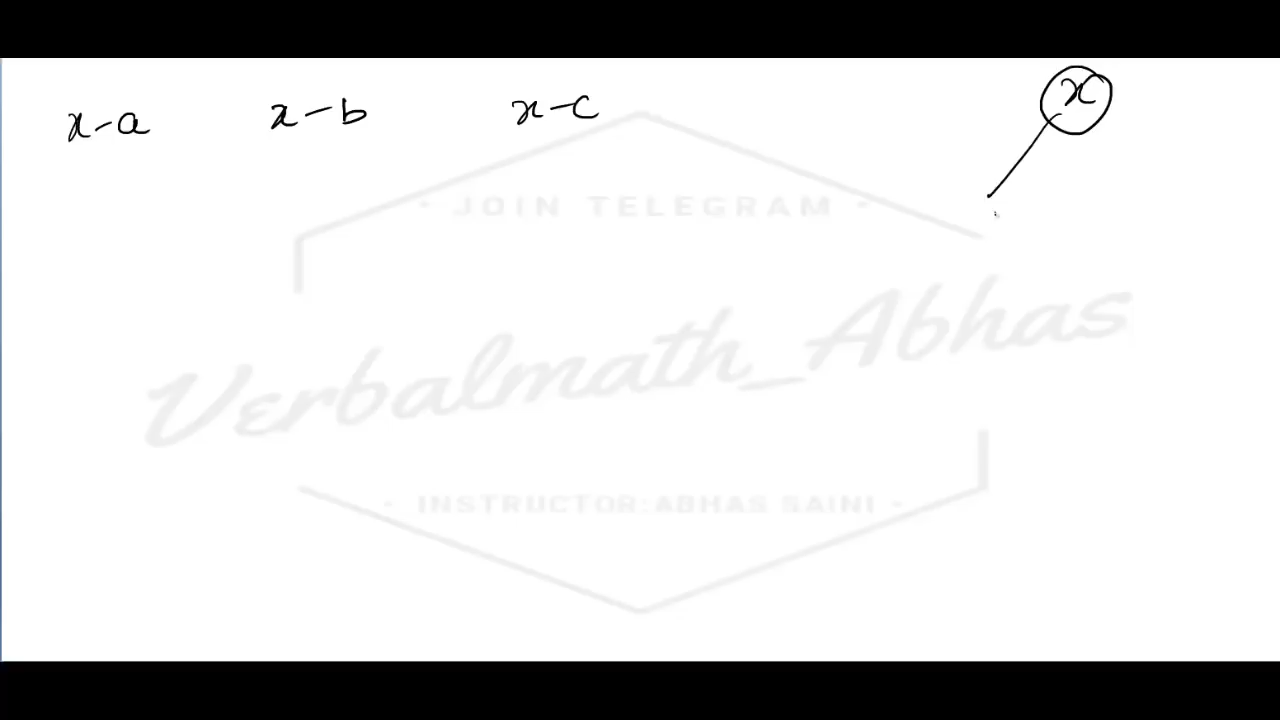 x-a x-b x-c x
- JOIN TELEGRAM -
Verbalmath_Abhas
- INSTRUCTOR:ABHAS SAINI -